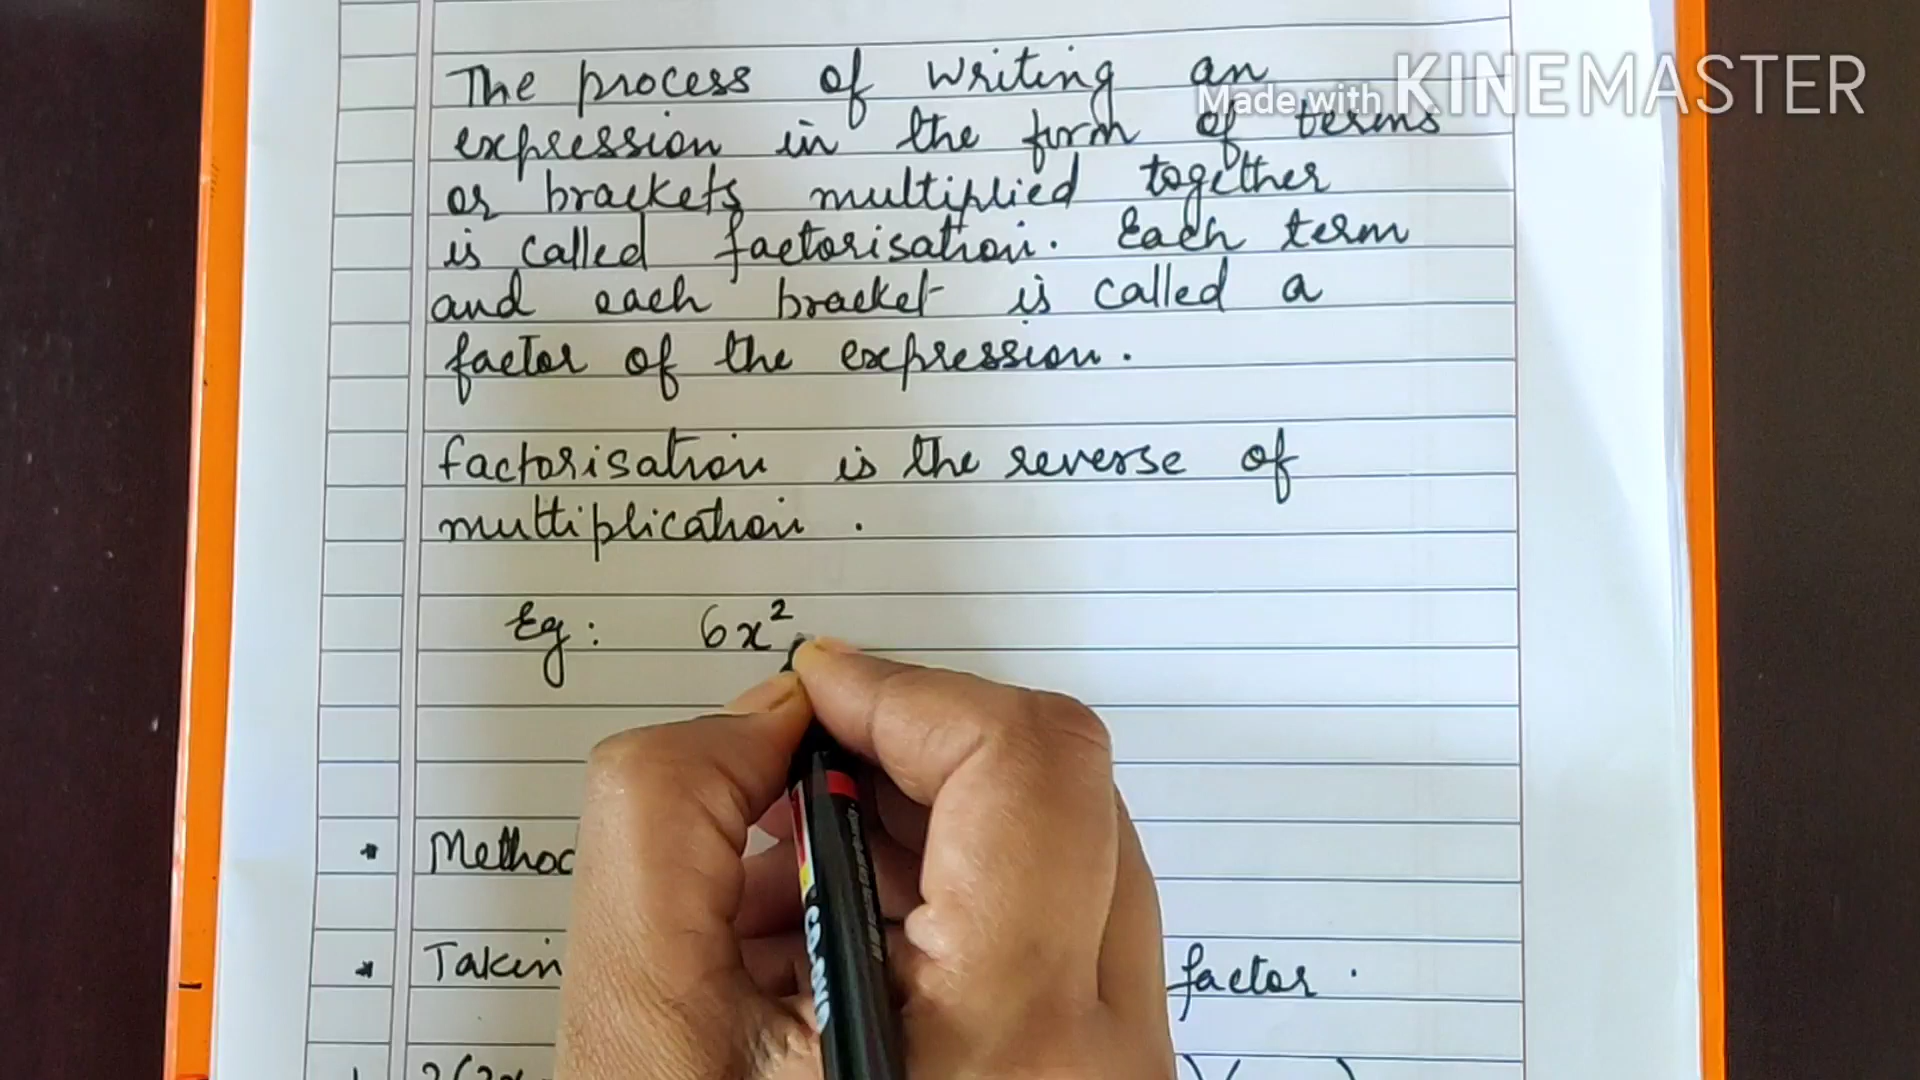 The process of writing an
Made with KINEMASTER
expression in the form of terms
or brackets multiplied together
is called factorisation. Each term
and each bracket is called a
factor of the expression.
factorisation is the reverse of
multiplication.
Eg: 6x²
* Method
* Takin factor.